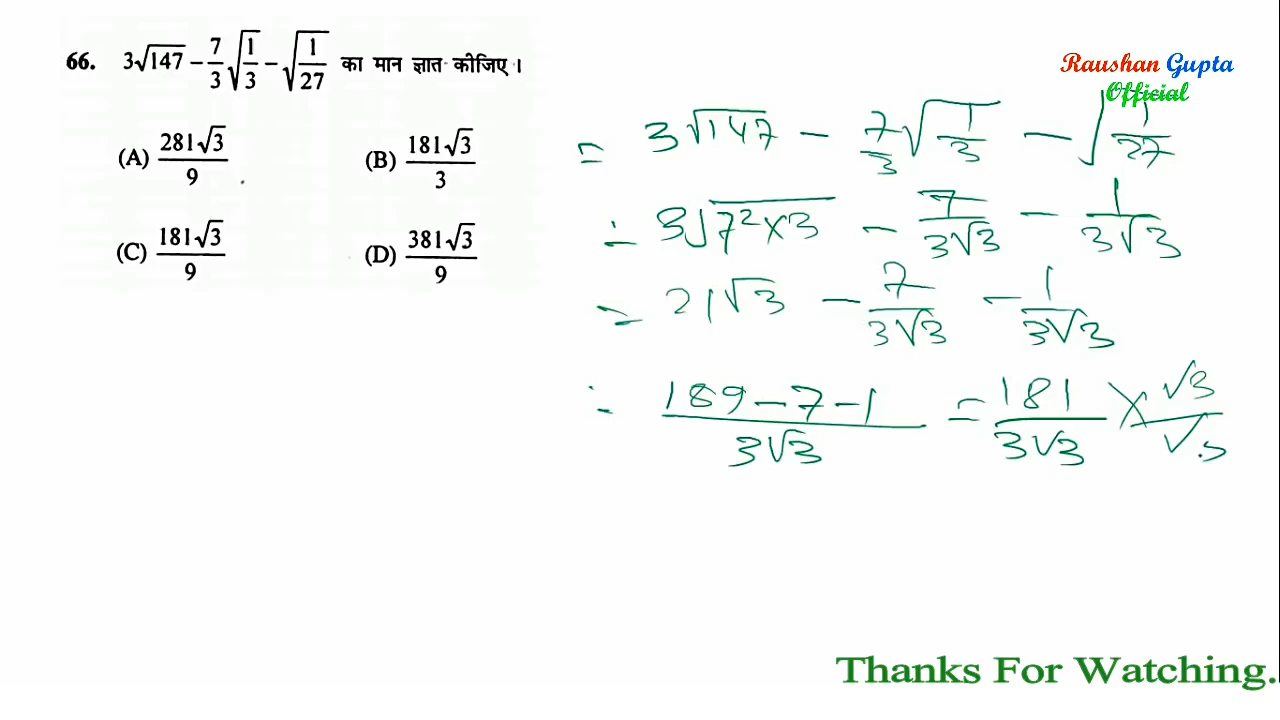 66. 3√147 − 7/3 √(1/3) − √(1/27) का मान ज्ञात कीजिए ।
(A) 281√3/9
(B) 181√3/3
(C) 181√3/9
(D) 381√3/9
Raushan Gupta
Official
= 3√147 − 7/3 √(1/3) − √(1/27)
= 3√(7²×3) − 7/(3√3) − 1/(3√3)
= 21√3 − 7/(3√3) − 1/(3√3)
= (189−7−1)/(3√3) = 181/(3√3) × √3/√3
Thanks For Watching.